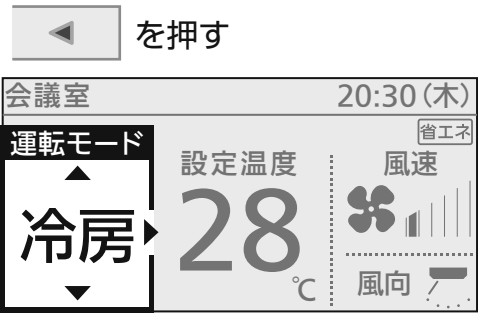 を押す
会議室
20:30(木)
省エネ
運転モード
冷房
設定温度
28℃
風速
風向